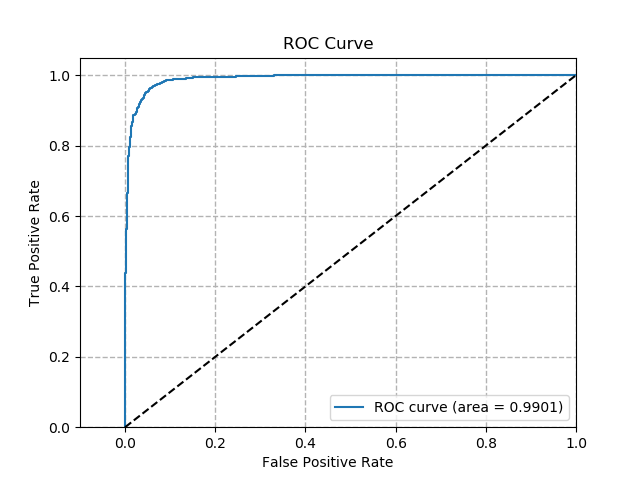 ROC Curve
True Positive Rate
1.0
0.8
0.6
0.4
0.2
0.0
ROC curve (area = 0.9901)
0.0 0.2 0.4 0.6 0.8 1.0
False Positive Rate